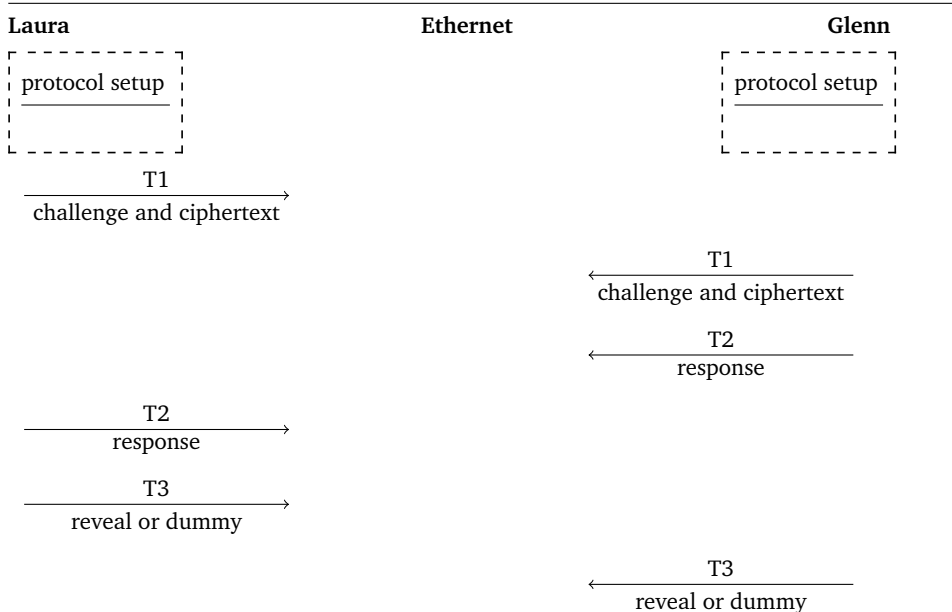 Laura Ethernet Glenn
protocol setup protocol setup
T1
challenge and ciphertext
T1
challenge and ciphertext
T2
response
T2
response
T3
reveal or dummy
T3
reveal or dummy